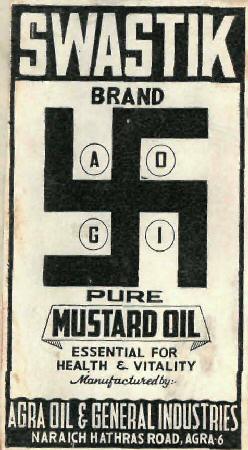 SWASTIK
BRAND
A O
G I
PURE
MUSTARD OIL
ESSENTIAL FOR
HEALTH & VITALITY
Manufactured by:-
AGRA OIL & GENERAL INDUSTRIES
NARAICH HATHRAS ROAD, AGRA-6